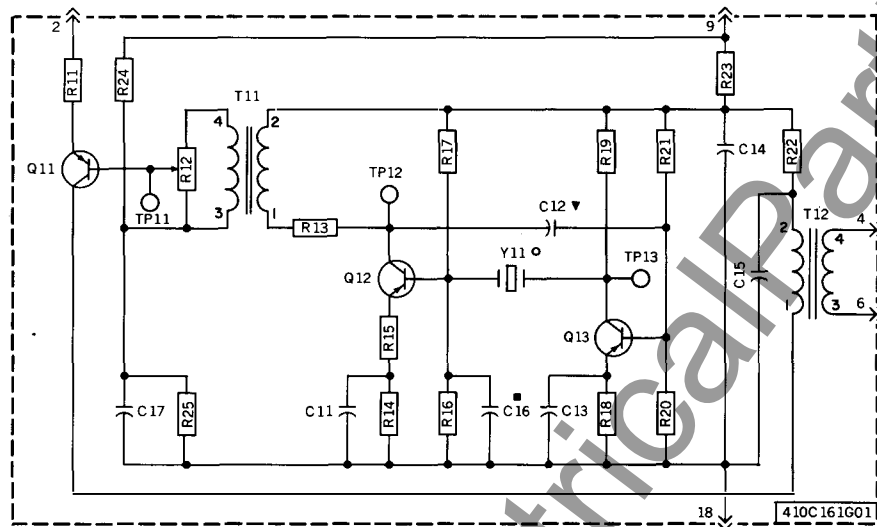 2
9
R11
R24
R23
T11
4
2
R17
R19
R21
C14
R22
Q11
R12
TP11
TP12
3
1
R13
C12
T12
2
4
4
Y11
TP13
C15
Q12
1
3
6
R15
Q13
C17
R25
C11
R14
R16
C16
C13
R18
R20
18
410C161G01
tricalPart